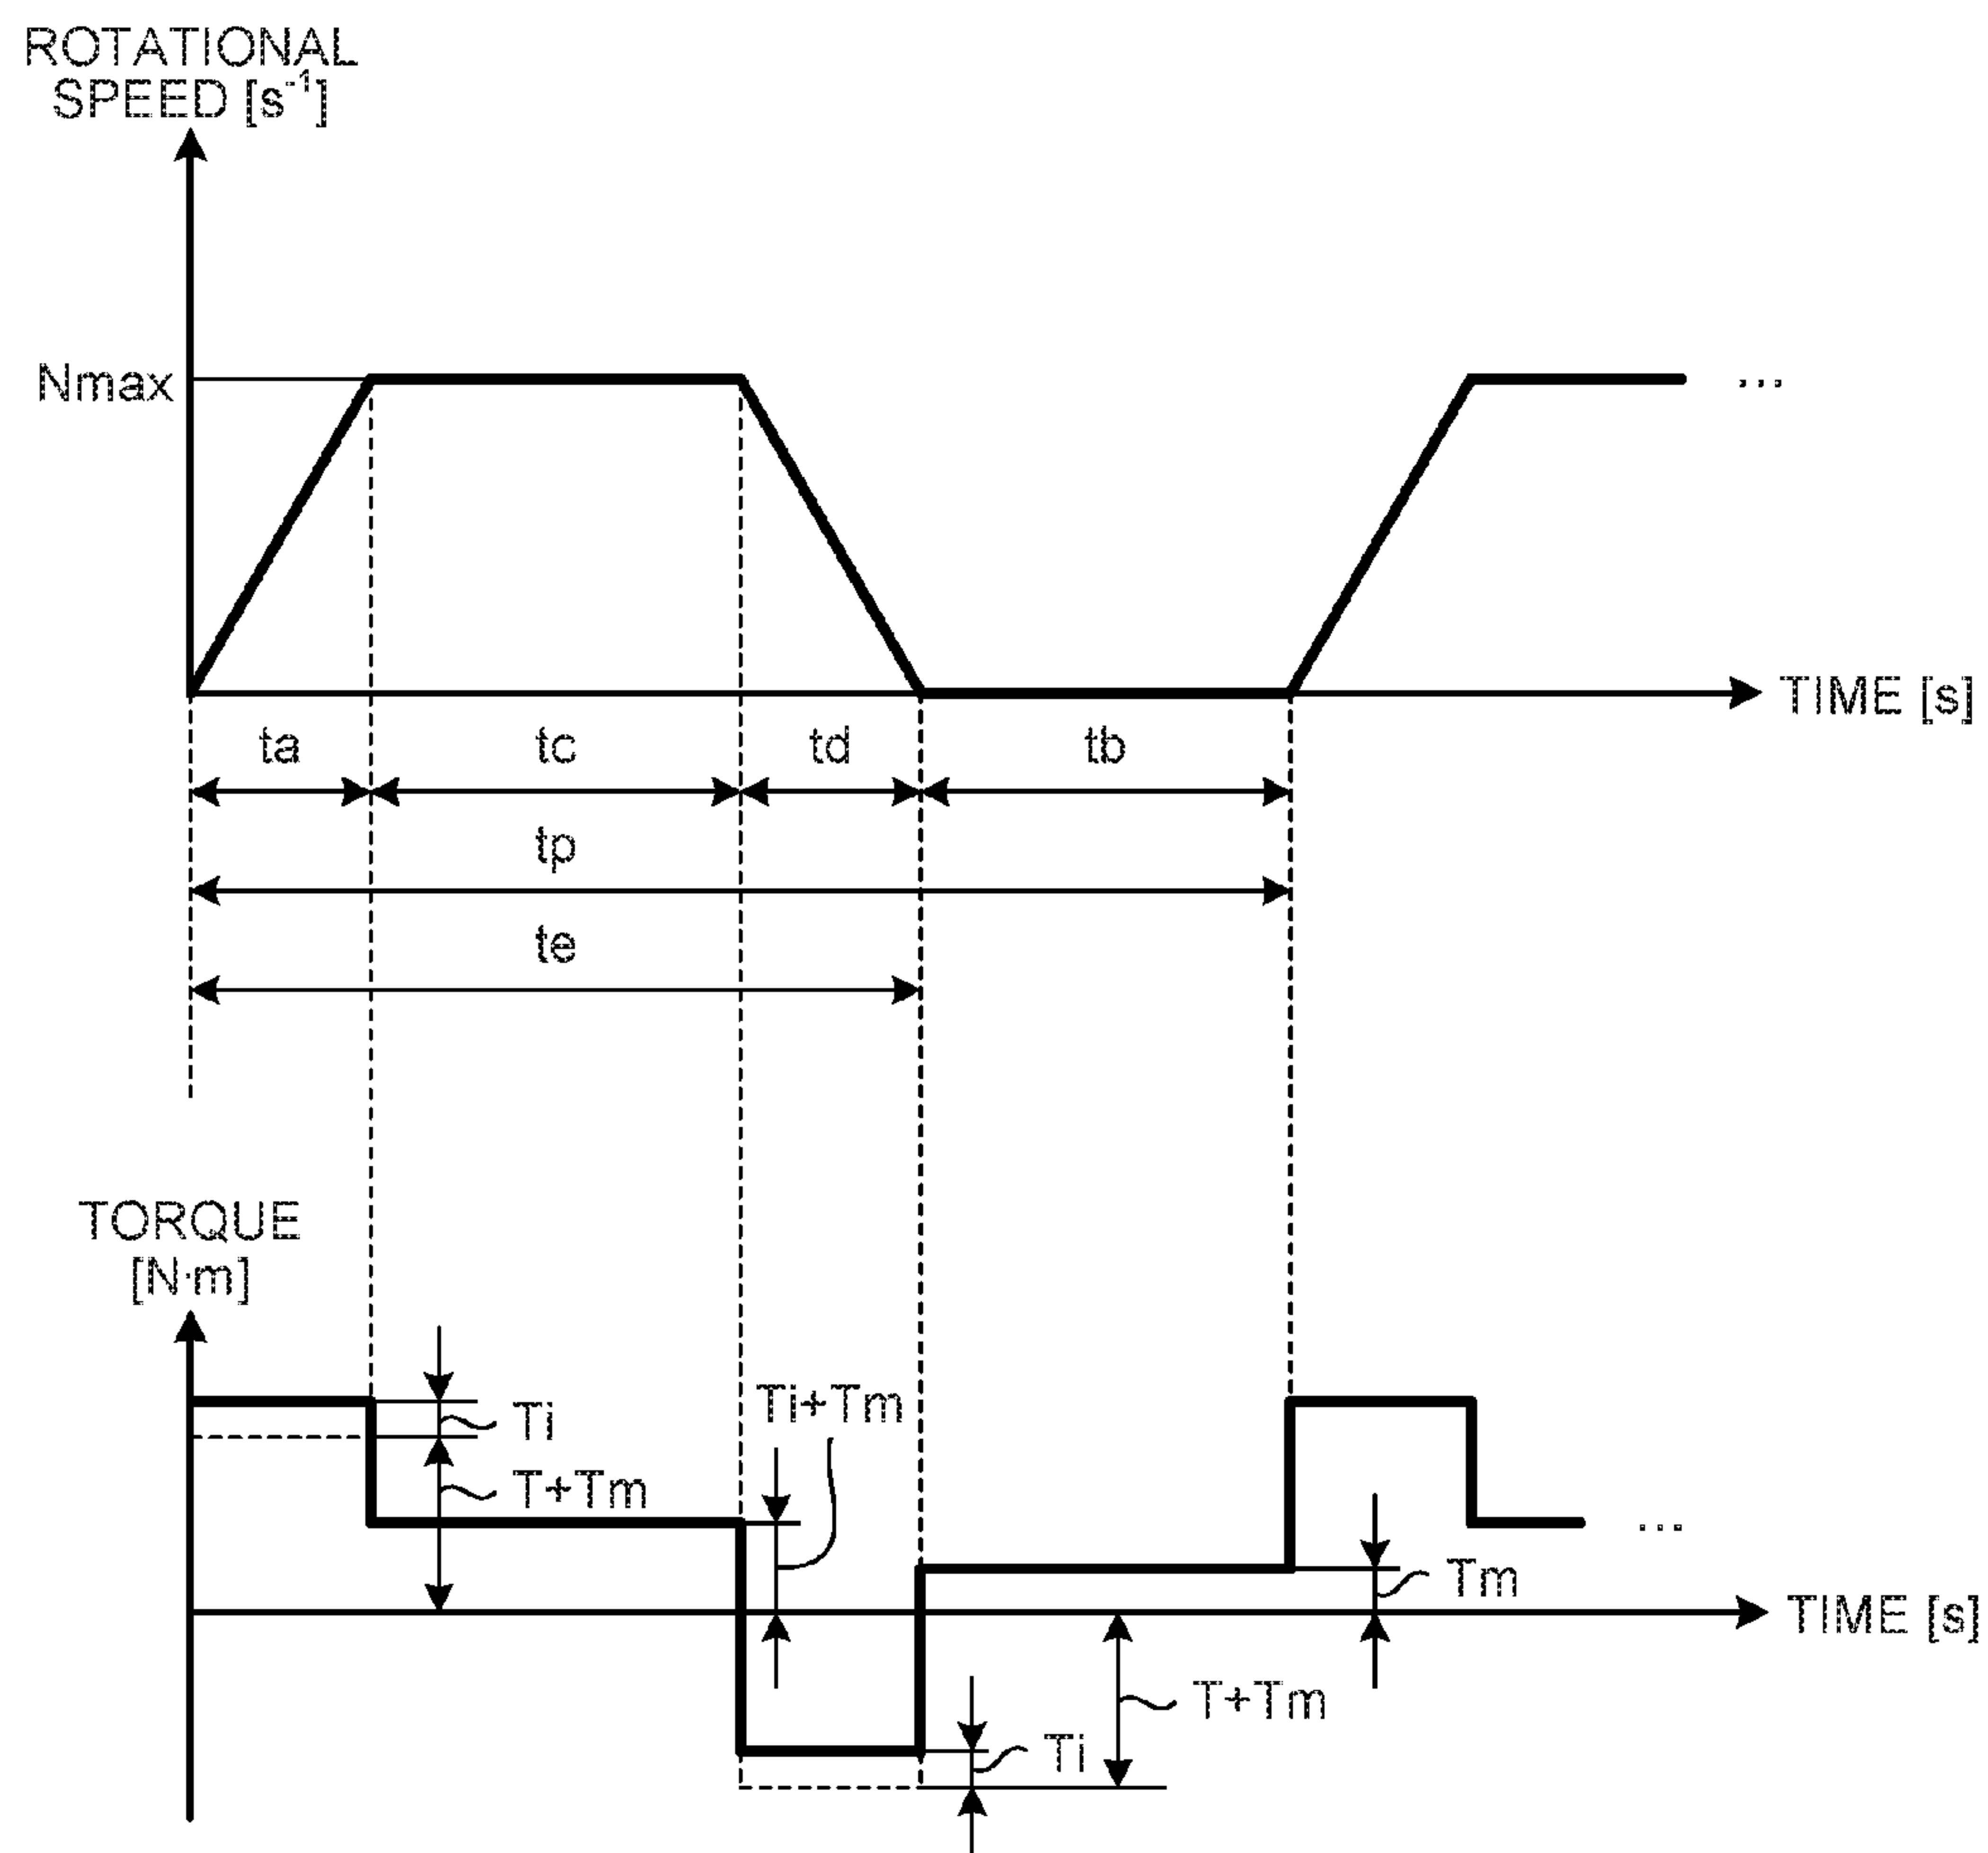 ROTATIONAL
SPEED [s⁻¹]
Nmax
...
TIME [s]
ta tc td tb
tp
te
TORQUE
[N·m]
Ti+Tm
Ti
T+Tm
...
Tm
TIME [s]
T+Tm
Ti